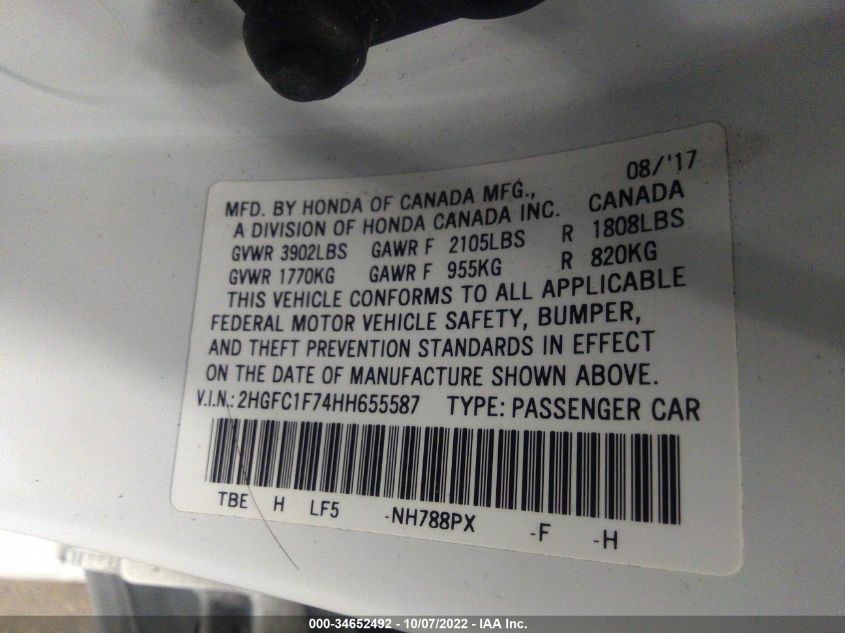 08/'17
MFD. BY HONDA OF CANADA MFG., CANADA
A DIVISION OF HONDA CANADA INC.
GVWR 3902LBS GAWR F 2105LBS R 1808LBS
GVWR 1770KG GAWR F 955KG R 820KG
THIS VEHICLE CONFORMS TO ALL APPLICABLE
FEDERAL MOTOR VEHICLE SAFETY, BUMPER,
AND THEFT PREVENTION STANDARDS IN EFFECT
ON THE DATE OF MANUFACTURE SHOWN ABOVE.
V.I.N.: 2HGFC1F74HH655587 TYPE: PASSENGER CAR
TBE H LF5 -NH788PX -F -H
000-34652492 - 10/07/2022 - IAA Inc.